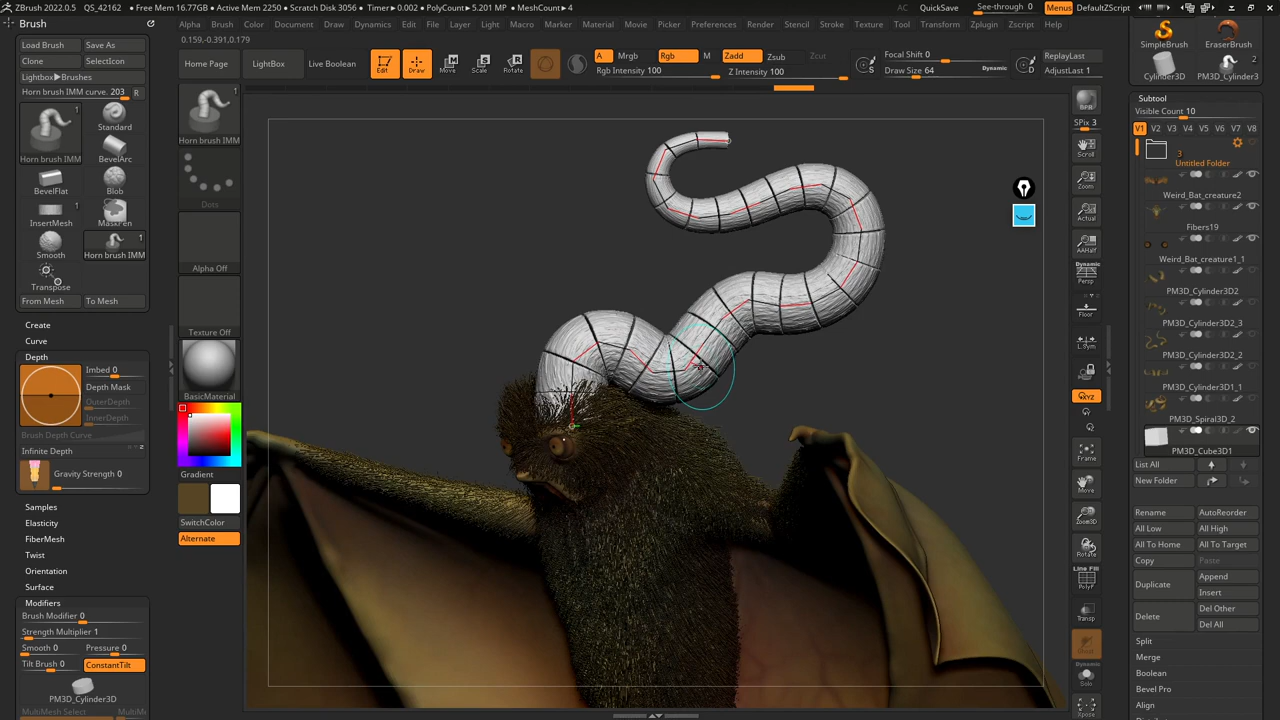 ZBrush 2022.0.5 QS_42162 • Free Mem 16.77GB • Active Mem 2250 • Scratch Disk 3056 • Timer▶0.002 • PolyCount▶5.201 MP • MeshCount▶4
AC QuickSave See-through 0 Menus DefaultZScript
Brush
Alpha Brush Color Document Draw Dynamics Edit File Layer Light Macro Marker Material Movie Picker Preferences Render Stencil Stroke Texture Tool Transform Zplugin Zscript Help
0.159,-0.391,0.179
Load Brush Save As
Clone SelectIcon
Lightbox▶Brushes
Horn brush IMM curve. 203 R
Home Page LightBox Live Boolean
Edit Draw Move Scale Rotate
A Mrgb Rgb M Zadd Zsub Zcut
Rgb Intensity 100 Z Intensity 100
S Focal Shift 0
Draw Size 64 Dynamic
D ReplayLast
AdjustLast 1
1
Horn brush IMM
Standard
BevelArc
BevelFlat
Blob
1
InsertMesh
MaskPen
Smooth
1
Horn brush IMM
Transpose
From Mesh To Mesh
Create
Curve
Depth
Imbed 0
Depth Mask
OuterDepth
InnerDepth
Brush Depth Curve
Infinite Depth
Gravity Strength 0
Samples
Elasticity
FiberMesh
Twist
Orientation
Surface
Modifiers
Brush Modifier 0
Strength Multiplier 1
Smooth 0 Pressure 0
Tilt Brush 0 ConstantTilt
PM3D_Cylinder3D
MultiMesh Select
1
Horn brush IMM
Dots
Alpha Off
Texture Off
BasicMaterial
Gradient
SwitchColor
Alternate
BPR
SPix 3
Scroll
Zoom
Actual
AAHalf
Dynamic
Persp
Floor
L.Sym
XYZ
Frame
Move
Zoom3D
Rotate
Line Fill
PolyF
Transp
Ghost
Dynamic
Solo
Xpose
SimpleBrush EraserBrush
2
Cylinder3D PM3D_Cylinder3
Subtool
Visible Count 10
V1 V2 V3 V4 V5 V6 V7 V8
3
Untitled Folder
Weird_Bat_creature2
Fibers19
Weird_Bat_creature1_1
PM3D_Cylinder3D2
PM3D_Cylinder3D2_3
PM3D_Cylinder3D2_2
PM3D_Cylinder3D1_1
PM3D_Spiral3D_2
PM3D_Cube3D1
List All
New Folder
Rename AutoReorder
All Low All High
All To Home All To Target
Copy Paste
Duplicate Append
Insert
Delete Del Other
Del All
Split
Merge
Boolean
Bevel Pro
Align